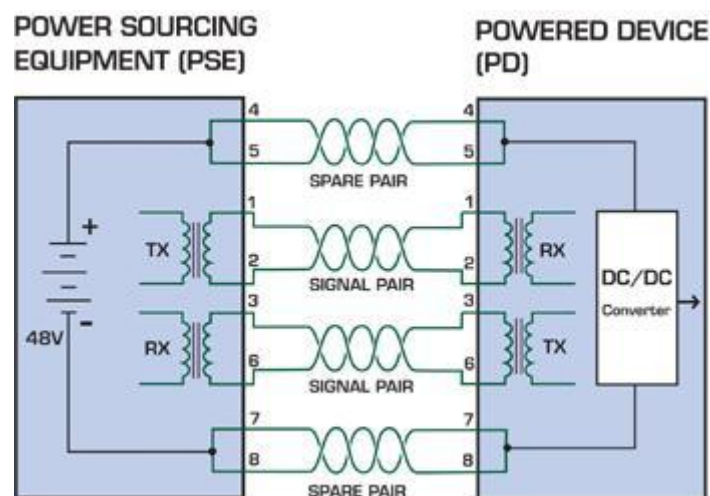 POWER SOURCING
EQUIPMENT (PSE)
POWERED DEVICE
(PD)
4
4
5
5
SPARE PAIR
1
1
+
TX
RX
2
2
SIGNAL PAIR
DC/DC
Converter
3
3
-
48V
RX
TX
6
6
SIGNAL PAIR
7
7
8
8
SPARE PAIR